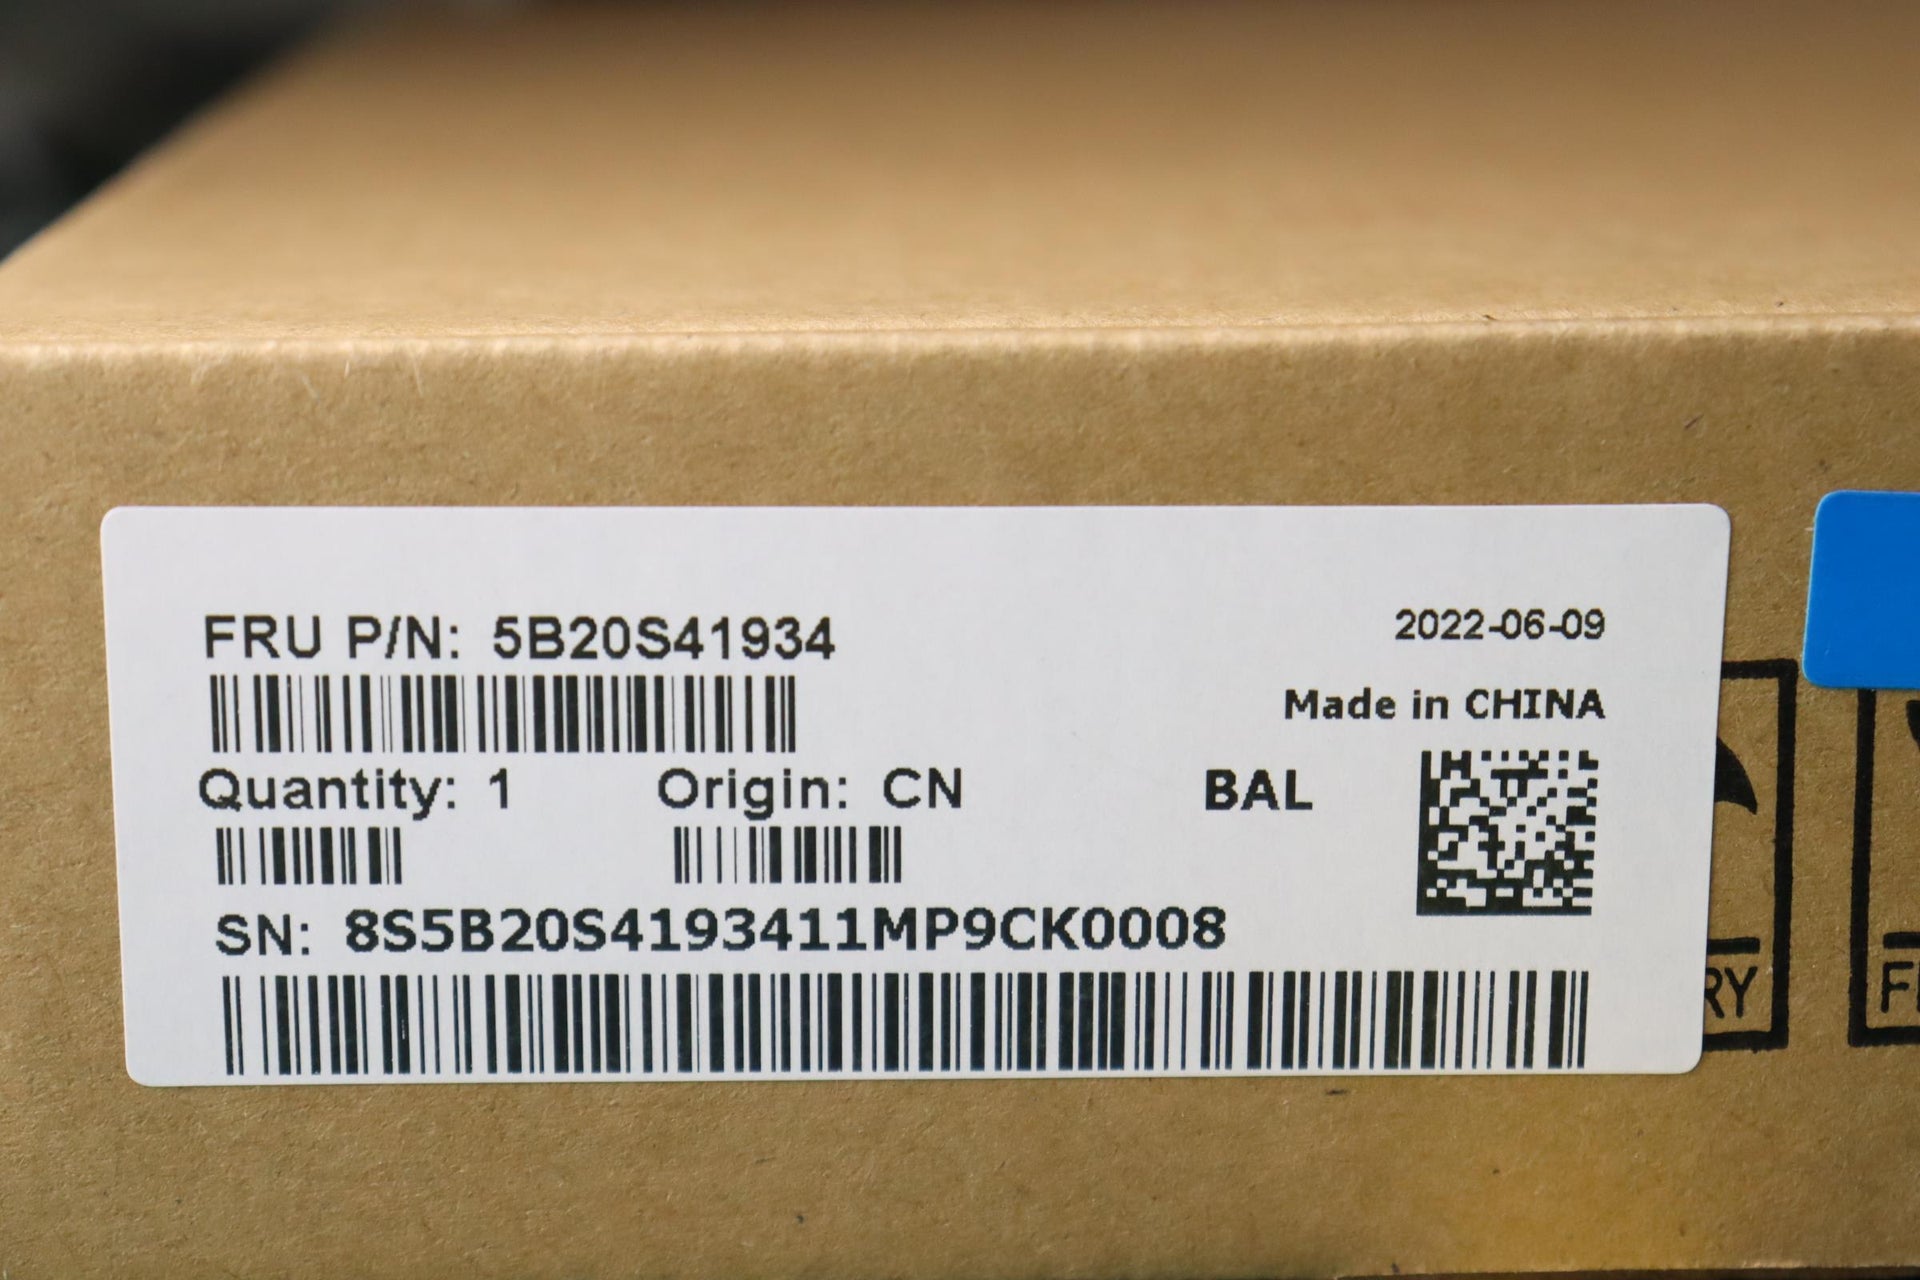 FRU P/N: 5B20S41934
2022-06-09
Made in CHINA
Quantity: 1 Origin: CN BAL
SN: 8S5B20S4193411MP9CK0008